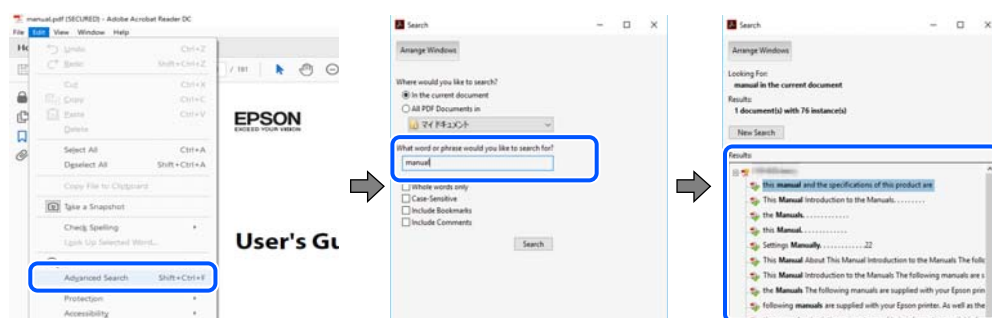 manual.pdf (SECURED) - Adobe Acrobat Reader DC
File Edit View Window Help
Undo Ctrl+Z
Redo Shift+Ctrl+Z
Cut Ctrl+X
Copy Ctrl+C
Paste Ctrl+V
Delete
Select All Ctrl+A
Deselect All Shift+Ctrl+A
Copy File to Clipboard
Take a Snapshot
Check Spelling
Look Up Selected Word...
Advanced Search Shift+Ctrl+F
Protection
Accessibility
/ 191
EPSON
EXCEED YOUR VISION
User's Gu
Search
Arrange Windows
Where would you like to search?
In the current document
All PDF Documents in
マイ ドキュメント
What word or phrase would you like to search for?
manual
Whole words only
Case-Sensitive
Include Bookmarks
Include Comments
Search
Search
Arrange Windows
Looking For:
manual in the current document
Results:
1 document(s) with 76 instance(s)
New Search
Results:
this manual and the specifications of this product are
This Manual Introduction to the Manuals. . . . . . . .
the Manuals. . . . . . . . . . . .
this Manual. . . . . . . . . . . .
Settings Manually. . . . . . . . . . . .22
This Manual About This Manual Introduction to the Manuals The follo
This Manual Introduction to the Manuals The following manuals are s
the Manuals The following manuals are supplied with your Epson prin
following manuals are supplied with your Epson printer. As well as the